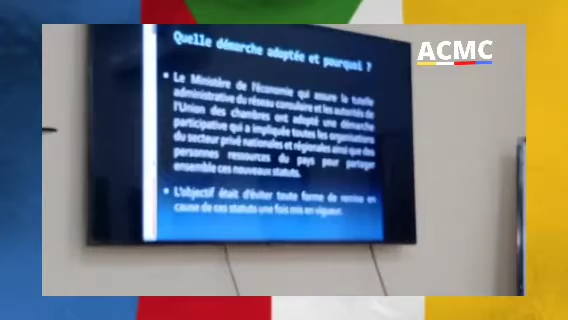 Quelle démarche adoptée et pourquoi ?
ACMC
• Le Ministère de l'économie qui assure la tutelle
administrative du réseau consulaire et les autorités de
l'Union des chambres ont adopté une démarche
participative qui a impliquée toutes les organisations
du secteur privé nationales et régionales ainsi que des
personnes ressources du pays pour partager
ensemble ces nouveaux statuts.
• L'objectif était d'éviter toute forme de remise en
cause de ces statuts une fois mis en vigueur.